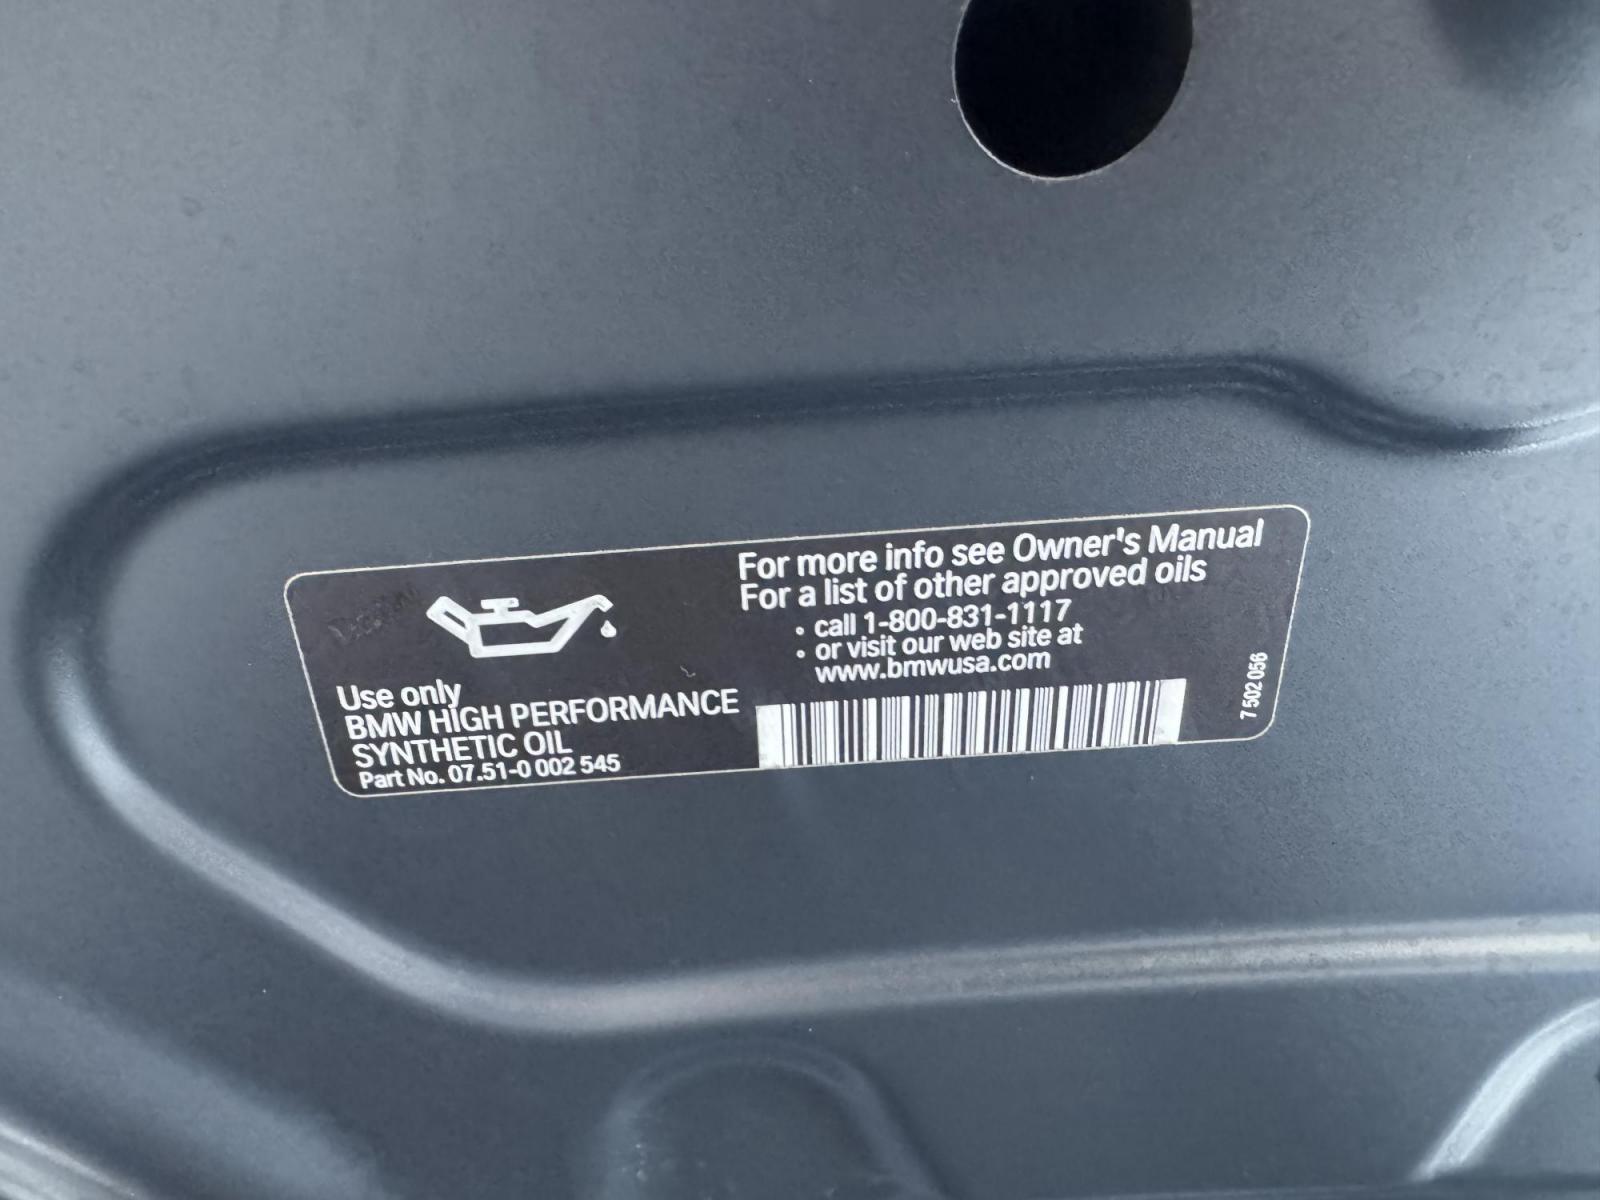 For more info see Owner's Manual
For a list of other approved oils
◦ call 1-800-831-1117
◦ or visit our web site at
www.bmwusa.com
Use only
BMW HIGH PERFORMANCE
SYNTHETIC OIL
Part No. 07.51-0 002 545
7 502 056